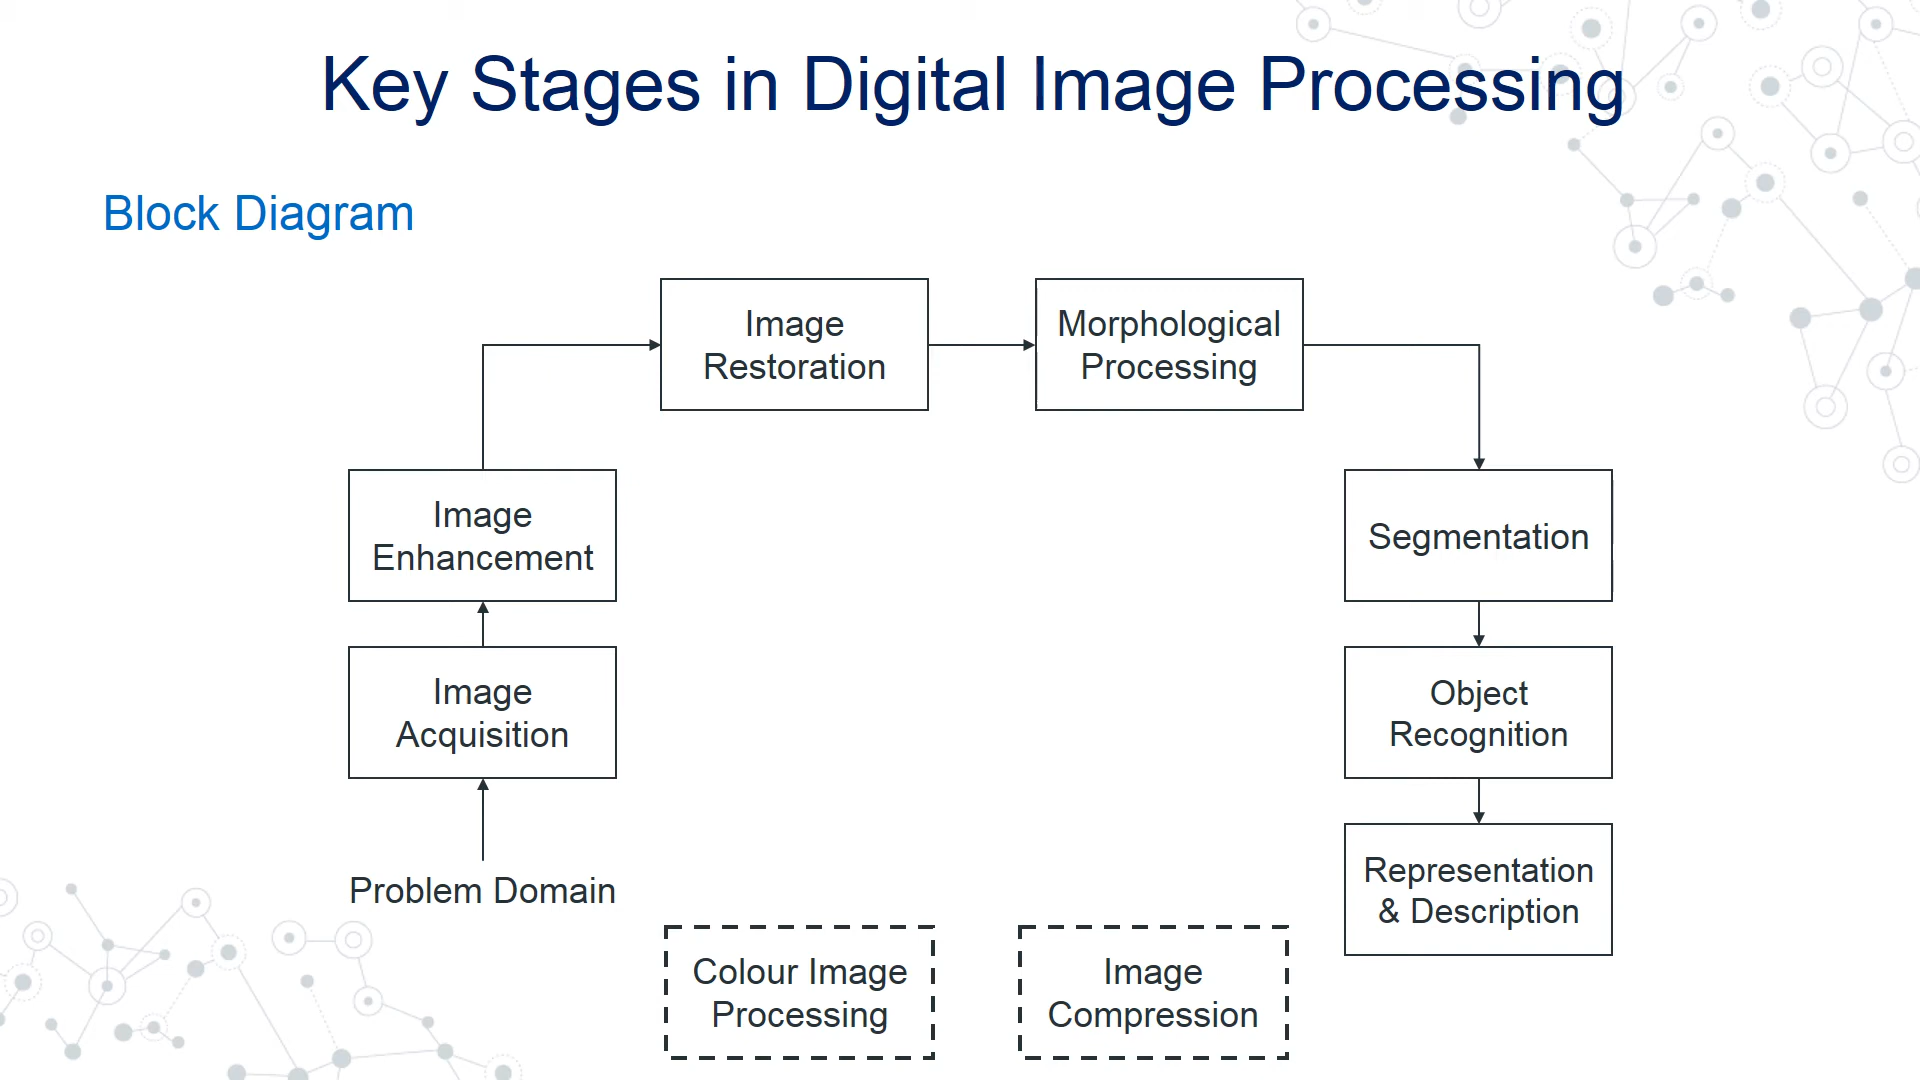 Key Stages in Digital Image Processing
Block Diagram
Image
Restoration
Morphological
Processing
Image
Enhancement
Segmentation
Image
Acquisition
Object
Recognition
Problem Domain
Representation
& Description
Colour Image
Processing
Image
Compression